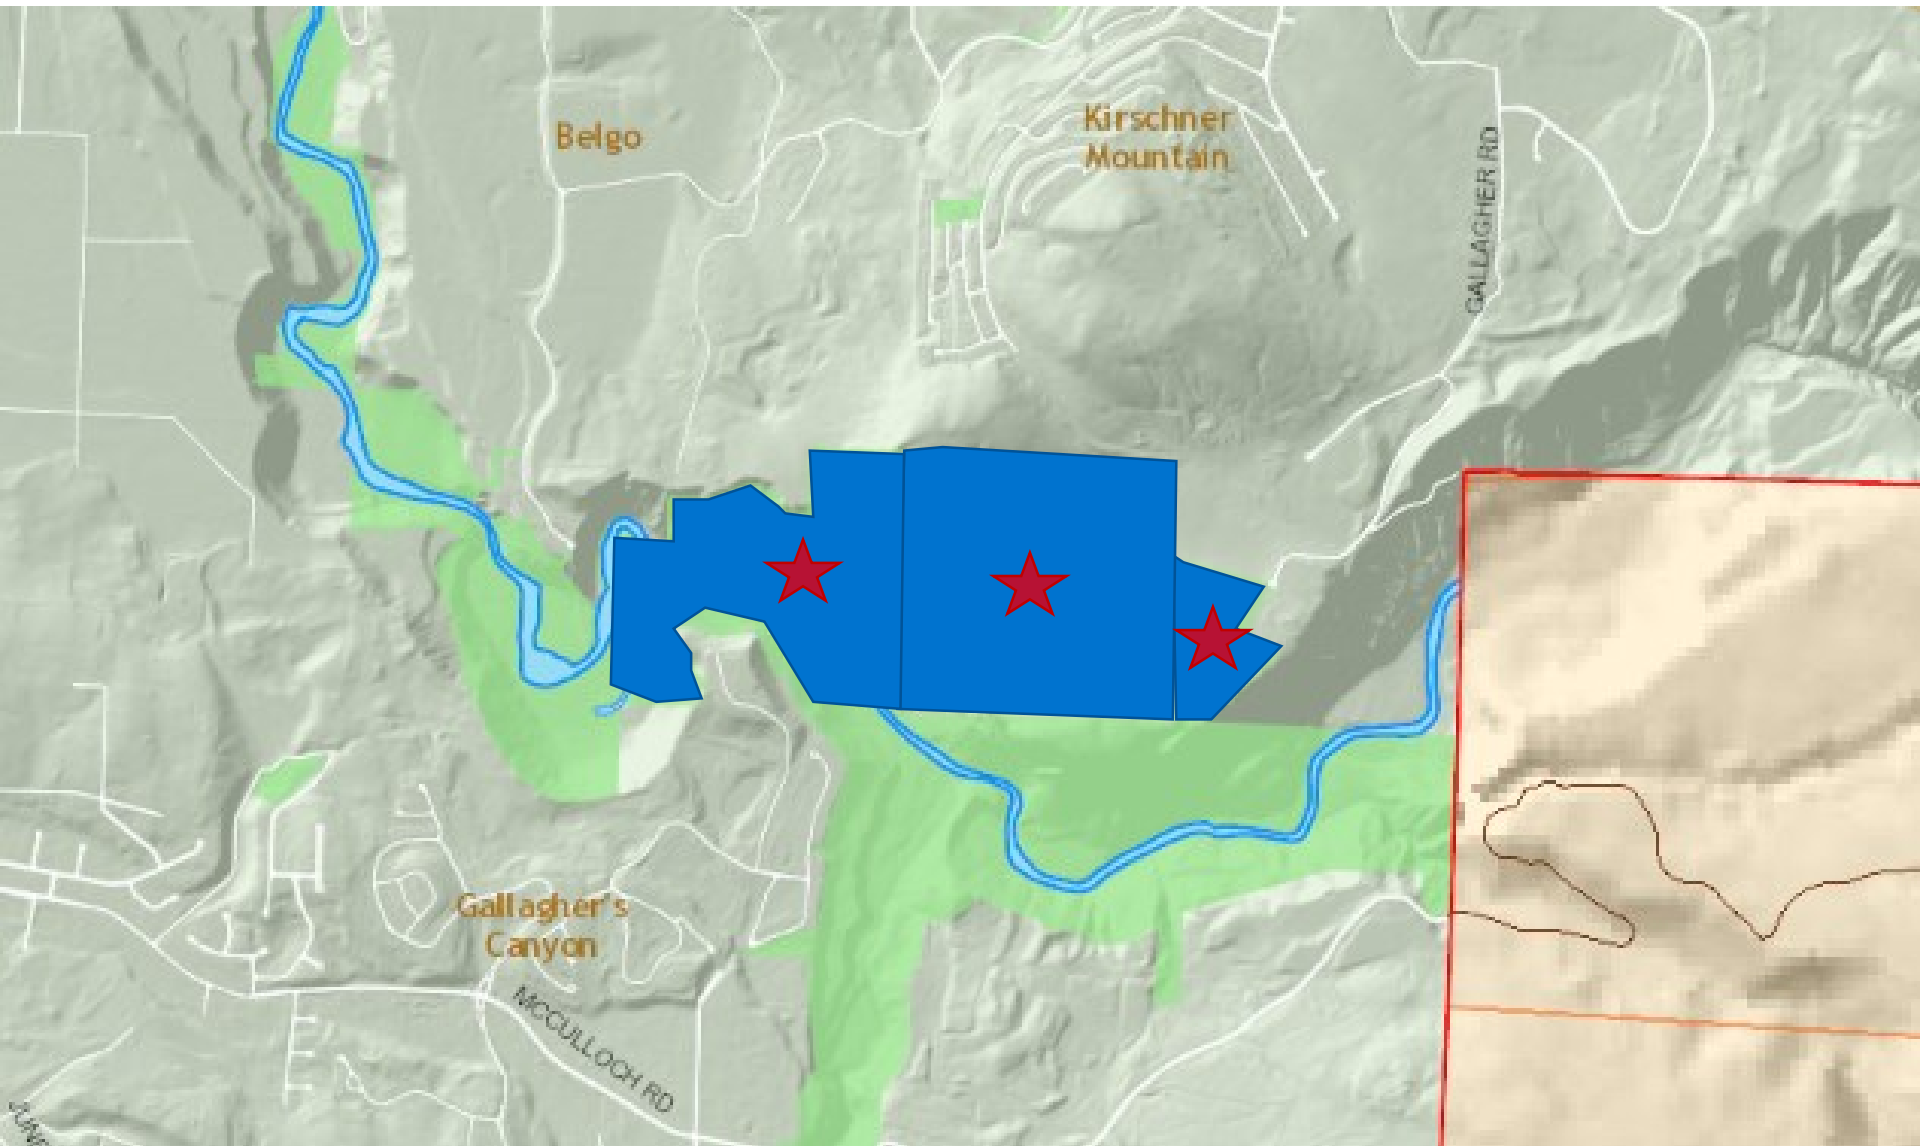 Belgo
Kirschner
Mountain
GALLAGHER RD
Gallagher's
Canyon
MCCULLOCH RD